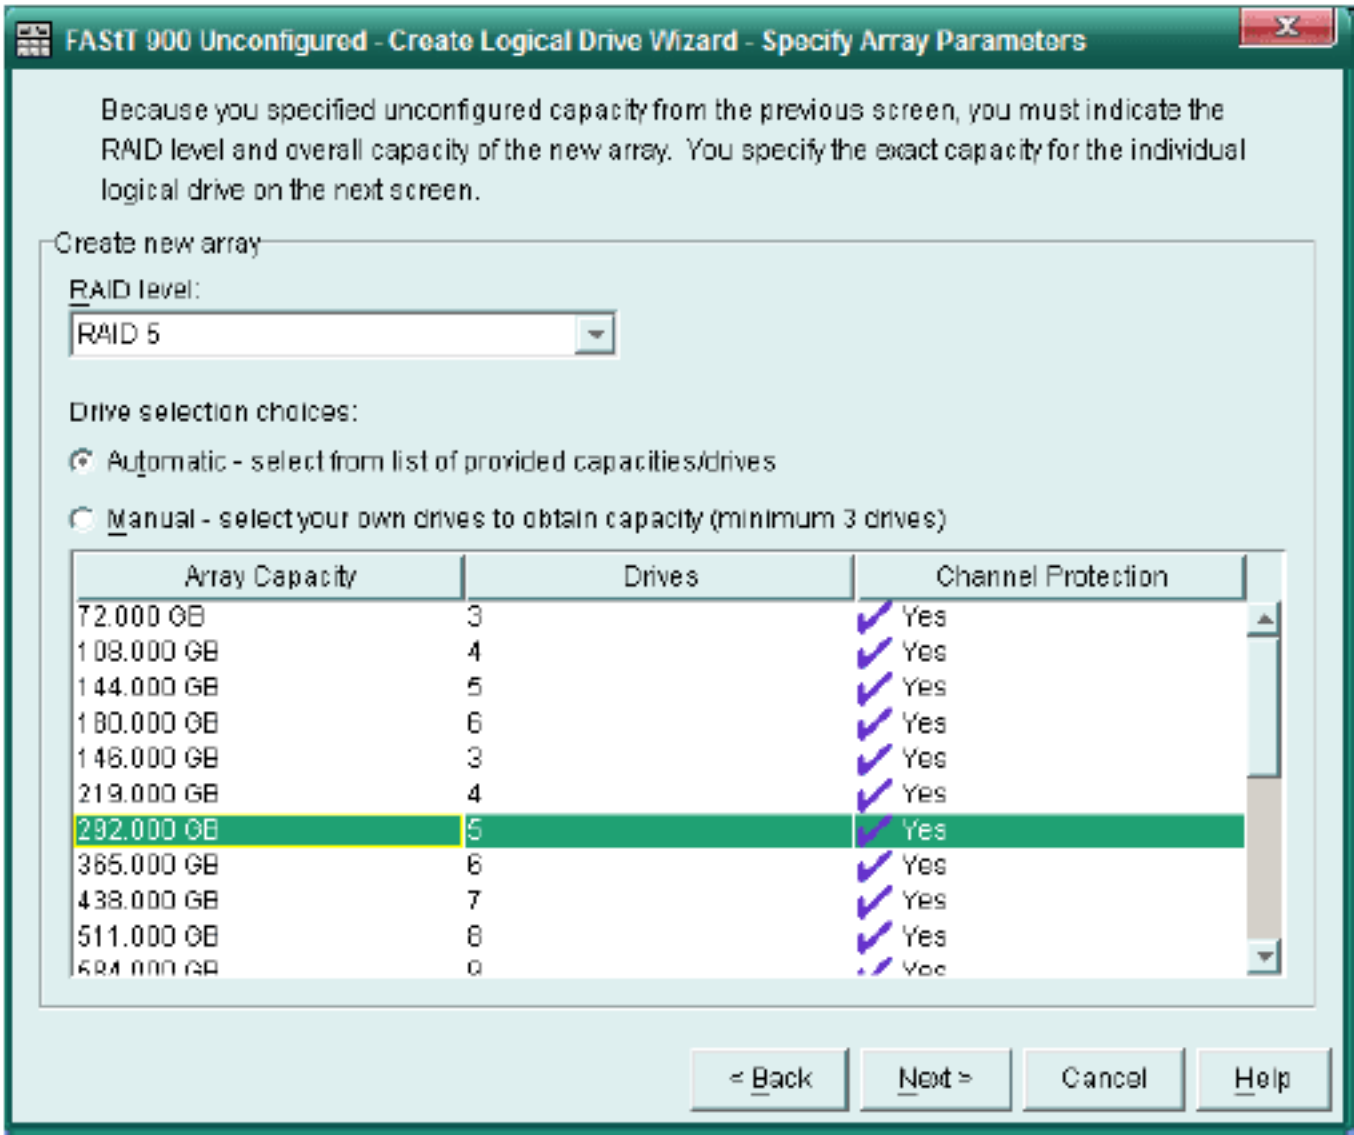 FAStT 900 Unconfigured - Create Logical Drive Wizard - Specify Array Parameters
Because you specified unconfigured capacity from the previous screen, you must indicate the
RAID level and overall capacity of the new array. You specify the exact capacity for the individual
logical drive on the next screen.
Create new array
RAID level:
RAID 5
Drive selection choices:
Automatic - select from list of provided capacities/drives
Manual - select your own drives to obtain capacity (minimum 3 drives)
Array Capacity Drives Channel Protection
72.000 GB 3 Yes
108.000 GB 4 Yes
144.000 GB 5 Yes
180.000 GB 6 Yes
146.000 GB 3 Yes
219.000 GB 4 Yes
292.000 GB 5 Yes
365.000 GB 6 Yes
438.000 GB 7 Yes
511.000 GB 8 Yes
584.000 GB 9 Yes
< Back Next > Cancel Help